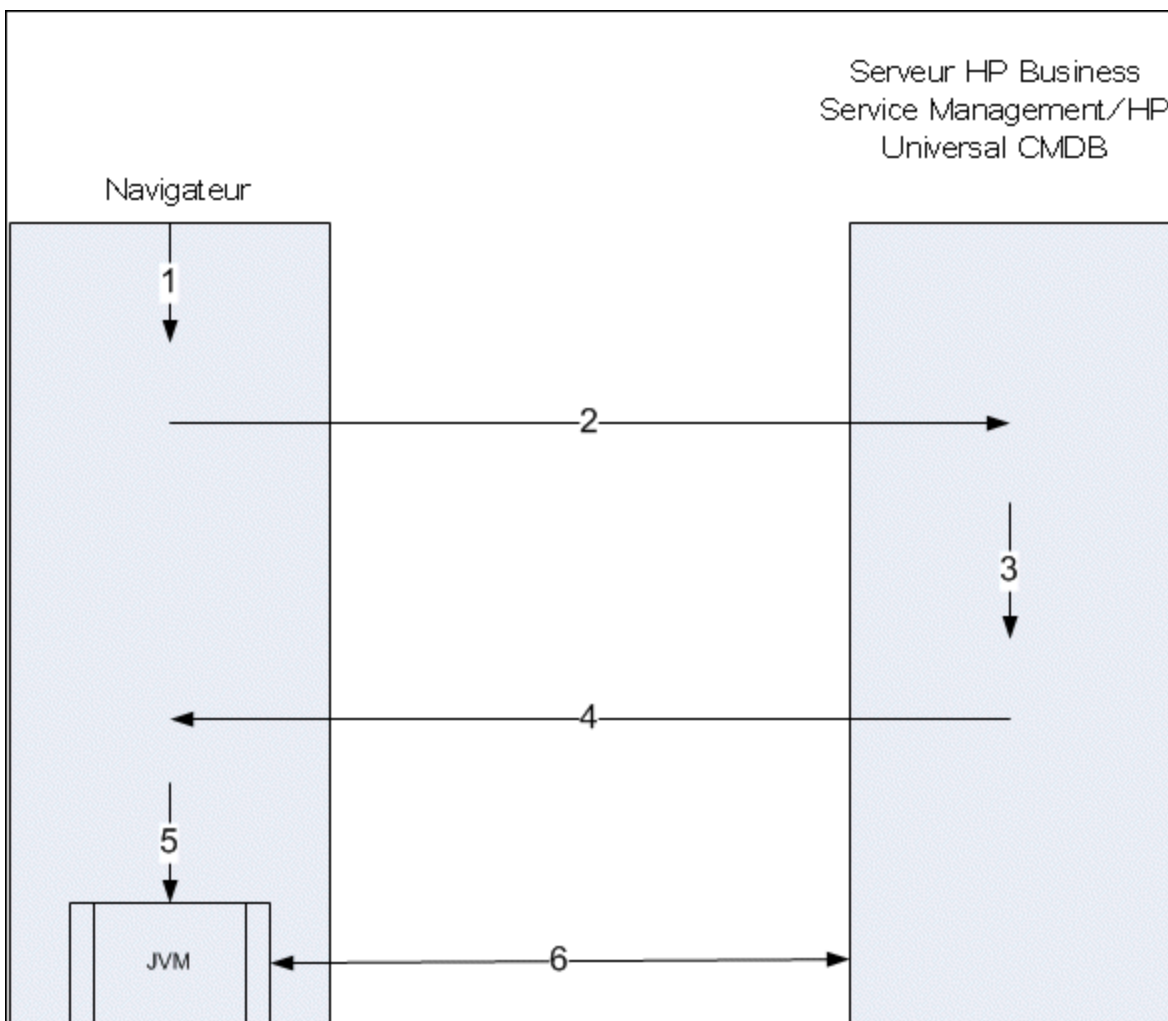 Serveur HP Business
Service Management/HP
Universal CMDB
Navigateur
1
2
3
4
5
JVM
6